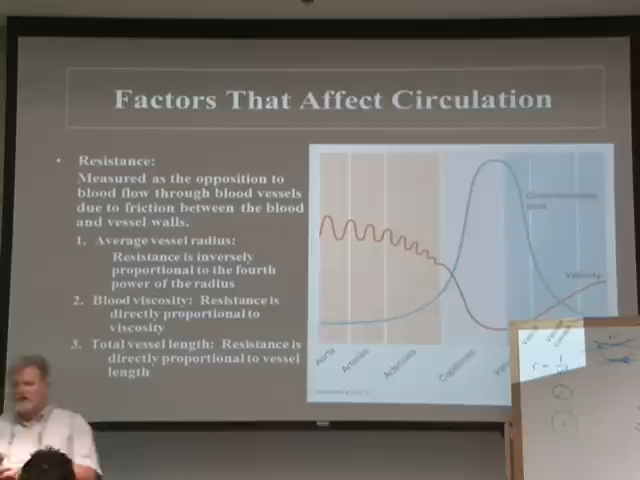 Factors That Affect Circulation
• Resistance:
Measured as the opposition to
blood flow through blood vessels
due to friction between the blood
and vessel walls.
1. Average vessel radius:
Resistance is inversely
proportional to the fourth
power of the radius
2. Blood viscosity: Resistance is
directly proportional to
viscosity
3. Total vessel length: Resistance is
directly proportional to vessel
length
Velocity
Aorta
Arteries
Arterioles
Capillaries